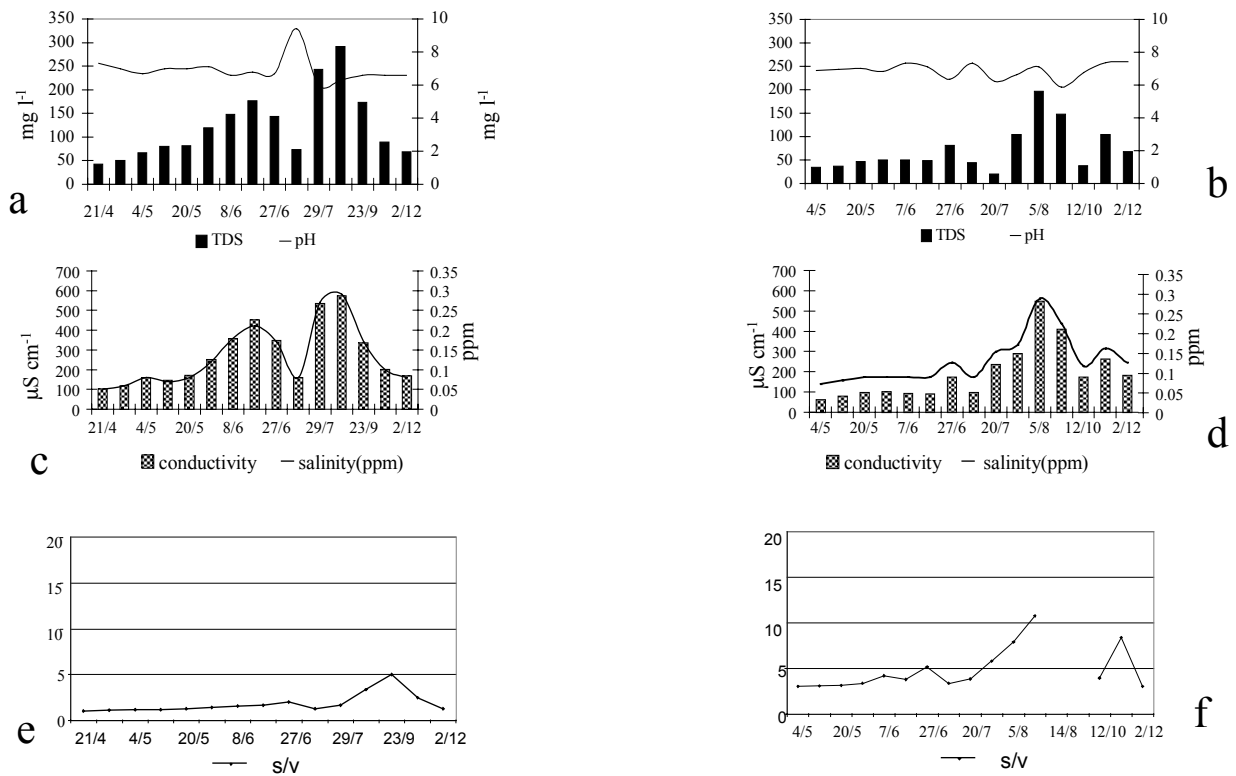 350
300
250
200
150
100
50
0
mg l-1
10
8
6
4
2
0
mg l-1
21/4 4/5 20/5 8/6 27/6 29/7 23/9 2/12
TDS pH
a
350
300
250
200
150
100
50
0
mg l-1
10
8
6
4
2
0
4/5 20/5 7/6 27/6 20/7 5/8 12/10 2/12
TDS pH
b
700
600
500
400
300
200
100
0
µS cm-1
0.35
0.3
0.25
0.2
0.15
0.1
0.05
0
ppm
21/4 4/5 20/5 8/6 27/6 29/7 23/9 2/12
conductivity salinity(ppm)
c
700
600
500
400
300
200
100
0
µS cm-1
0.35
0.3
0.25
0.2
0.15
0.1
0.05
0
ppm
4/5 20/5 7/6 27/6 20/7 5/8 12/10 2/12
conductivity salinity(ppm)
d
20
15
10
5
0
21/4 4/5 20/5 8/6 27/6 29/7 23/9 2/12
s/v
e
20
15
10
5
0
4/5 20/5 7/6 27/6 20/7 5/8 14/8 12/10 2/12
s/v
f